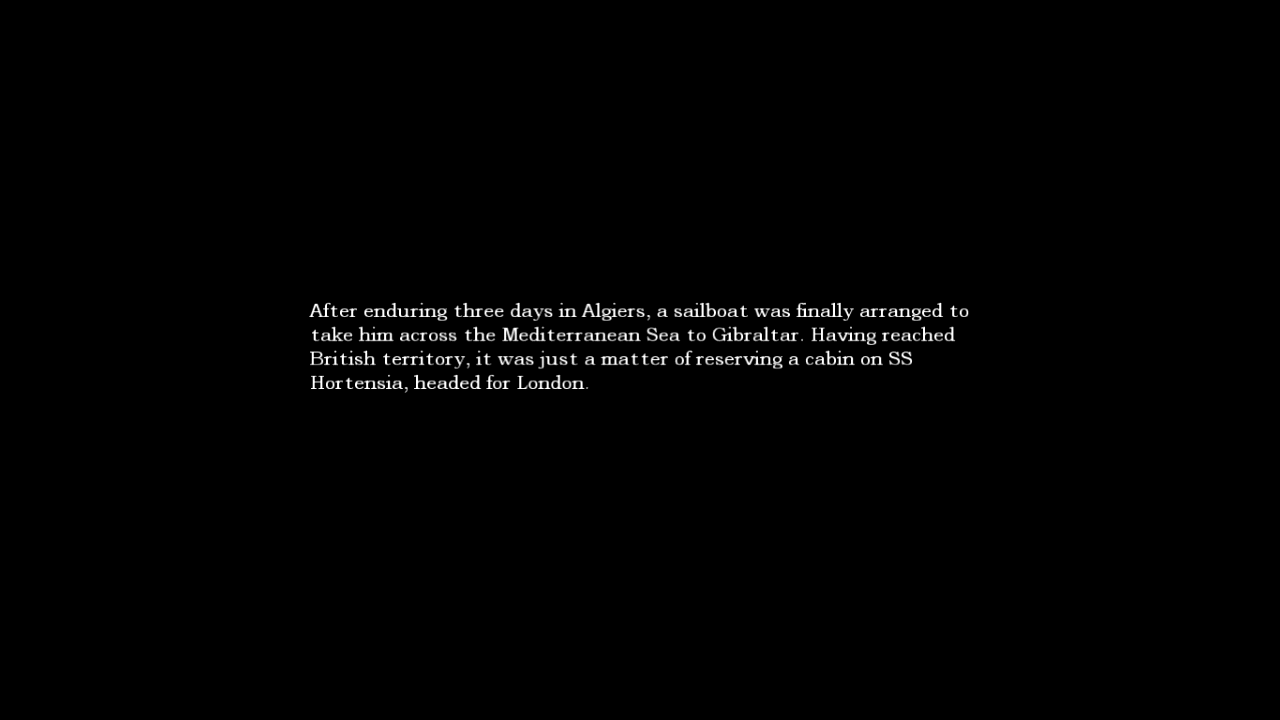 After enduring three days in Algiers, a sailboat was finally arranged to
take him across the Mediterranean Sea to Gibraltar. Having reached
British territory, it was just a matter of reserving a cabin on SS
Hortensia, headed for London.